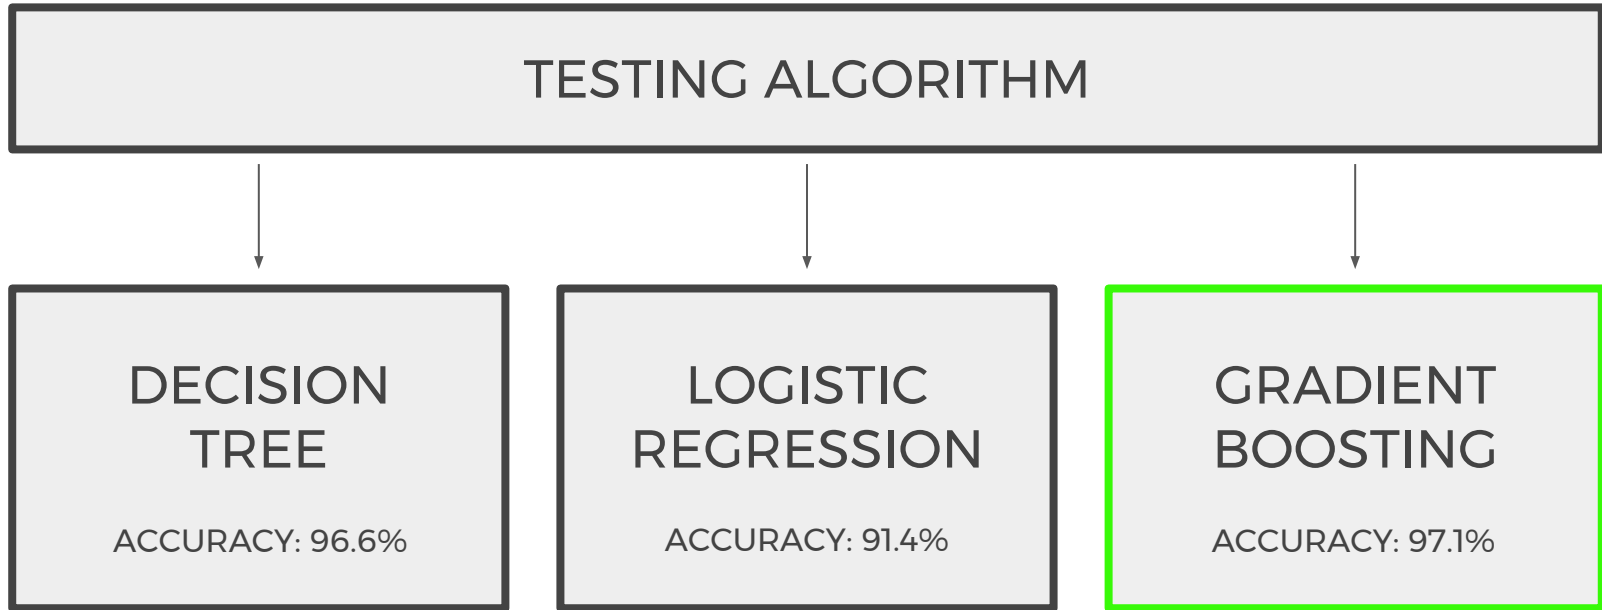 TESTING ALGORITHM
DECISION
TREE
ACCURACY: 96.6%
LOGISTIC
REGRESSION
ACCURACY: 91.4%
GRADIENT
BOOSTING
ACCURACY: 97.1%